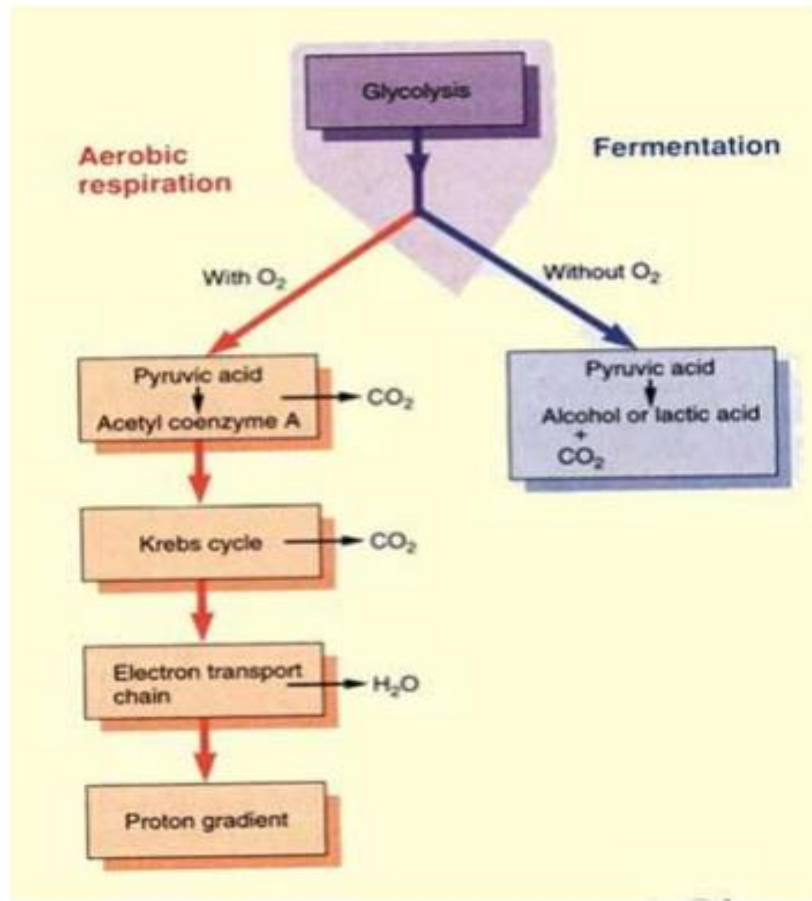 Glycolysis
Aerobic
respiration
Fermentation
With O₂
Without O₂
Pyruvic acid
Acetyl coenzyme A
CO₂
Pyruvic acid
Alcohol or lactic acid
+
CO₂
Krebs cycle
CO₂
Electron transport
chain
H₂O
Proton gradient